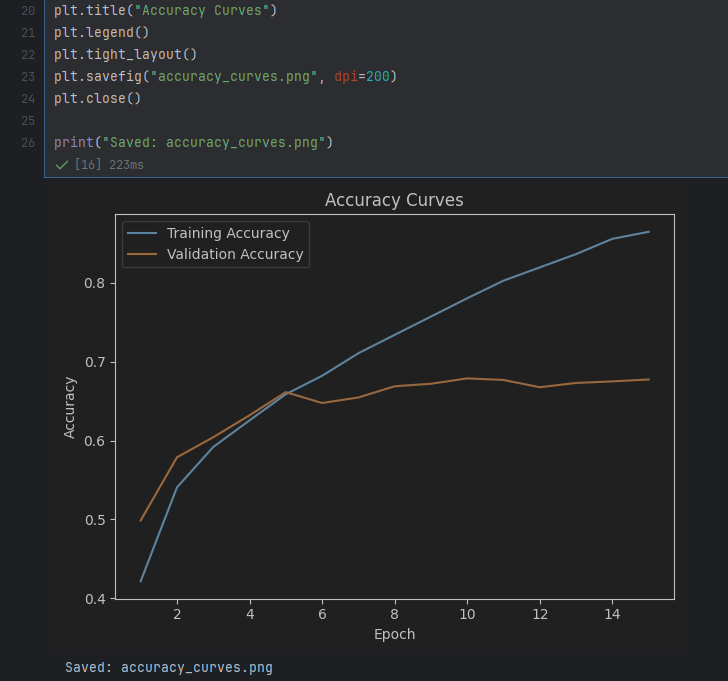 20 plt.title("Accuracy Curves")
21 plt.legend()
22 plt.tight_layout()
23 plt.savefig("accuracy_curves.png", dpi=200)
24 plt.close()
25
26 print("Saved: accuracy_curves.png")
[16] 223ms
Accuracy Curves
Training Accuracy
Validation Accuracy
0.8
0.7
0.6
0.5
0.4
Accuracy
2 4 6 8 10 12 14
Epoch
Saved: accuracy_curves.png